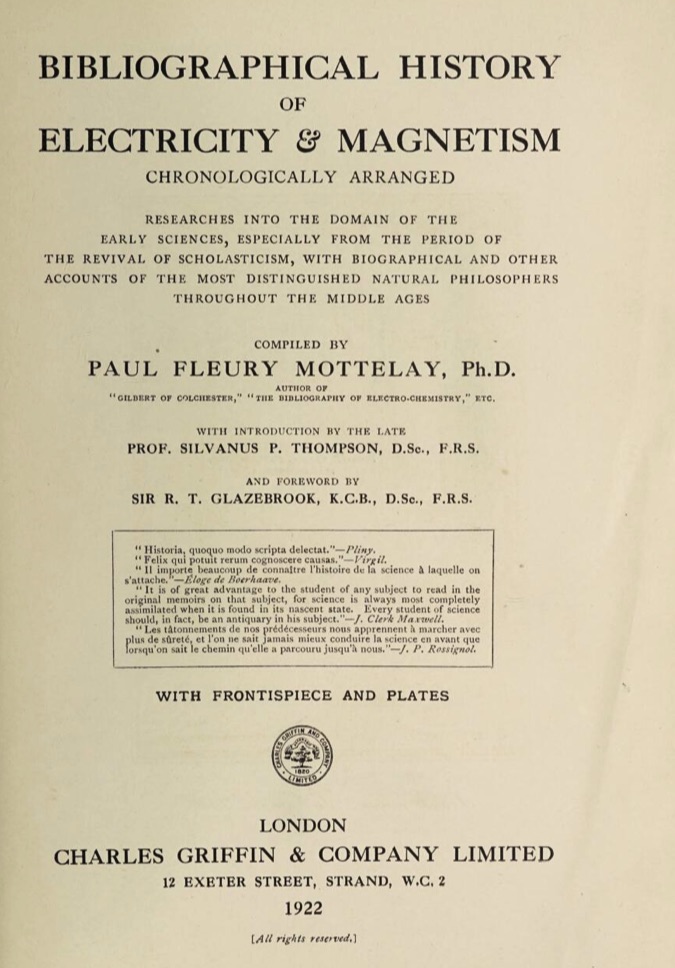 BIBLIOGRAPHICAL HISTORY
OF
ELECTRICITY & MAGNETISM
CHRONOLOGICALLY ARRANGED
RESEARCHES INTO THE DOMAIN OF THE
EARLY SCIENCES, ESPECIALLY FROM THE PERIOD OF
THE REVIVAL OF SCHOLASTICISM, WITH BIOGRAPHICAL AND OTHER
ACCOUNTS OF THE MOST DISTINGUISHED NATURAL PHILOSOPHERS
THROUGHOUT THE MIDDLE AGES
COMPILED BY
PAUL FLEURY MOTTELAY, Ph.D.
AUTHOR OF
"GILBERT OF COLCHESTER," "THE BIBLIOGRAPHY OF ELECTRO-CHEMISTRY," ETC.
WITH INTRODUCTION BY THE LATE
PROF. SILVANUS P. THOMPSON, D.Sc., F.R.S.
AND FOREWORD BY
SIR R. T. GLAZEBROOK, K.C.B., D.Sc., F.R.S.
"Historia, quoquo modo scripta delectat."—Pliny.
"Felix qui potuit rerum cognoscere causas."—Virgil.
"Il importe beaucoup de connaître l'histoire de la science à laquelle on
s'attache."—Eloge de Boerhaave.
"It is of great advantage to the student of any subject to read in the
original memoirs on that subject, for science is always most completely
assimilated when it is found in its nascent state. Every student of science
should, in fact, be an antiquary in his subject."—J. Clerk Maxwell.
"Les tâtonnements de nos prédécesseurs nous apprennent à marcher avec
plus de sûreté, et l'on ne sait jamais mieux conduire la science en avant que
lorsqu'on sait le chemin qu'elle a parcouru jusqu'à nous."—J. P. Rossignol.
WITH FRONTISPIECE AND PLATES
CHARLES GRIFFIN AND COMPANY
1820
LIMITED
LONDON
CHARLES GRIFFIN & COMPANY LIMITED
12 EXETER STREET, STRAND, W.C. 2
1922
[All rights reserved.]